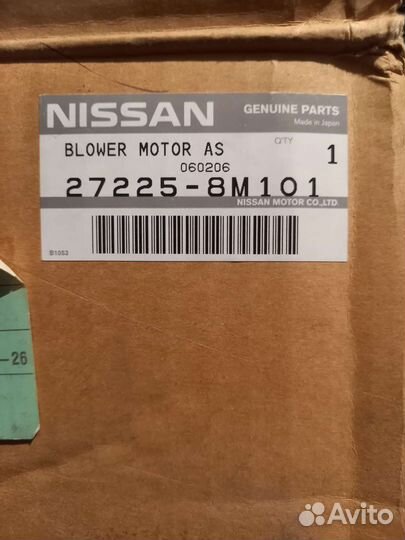 NISSAN
GENUINE PARTS
Made in Japan
BLOWER MOTOR AS
Q'TY
1
060206
27225-8M101
NISSAN MOTOR CO.,LTD.
B1053
-26
Avito